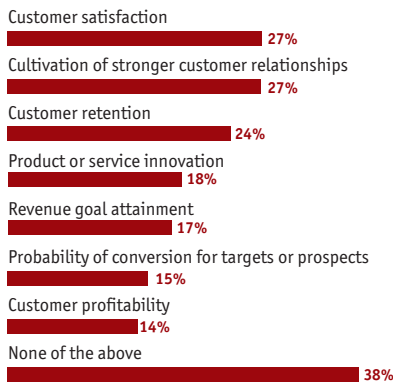 Customer satisfaction
27%
Cultivation of stronger customer relationships
27%
Customer retention
24%
Product or service innovation
18%
Revenue goal attainment
17%
Probability of conversion for targets or prospects
15%
Customer profitability
14%
None of the above
38%